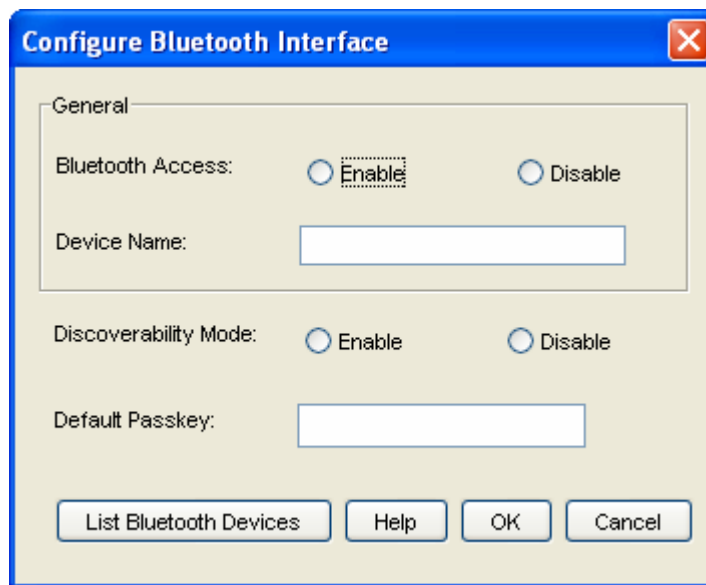 Configure Bluetooth Interface
General
Bluetooth Access: Enable Disable
Device Name:
Discoverability Mode: Enable Disable
Default Passkey:
List Bluetooth Devices Help OK Cancel